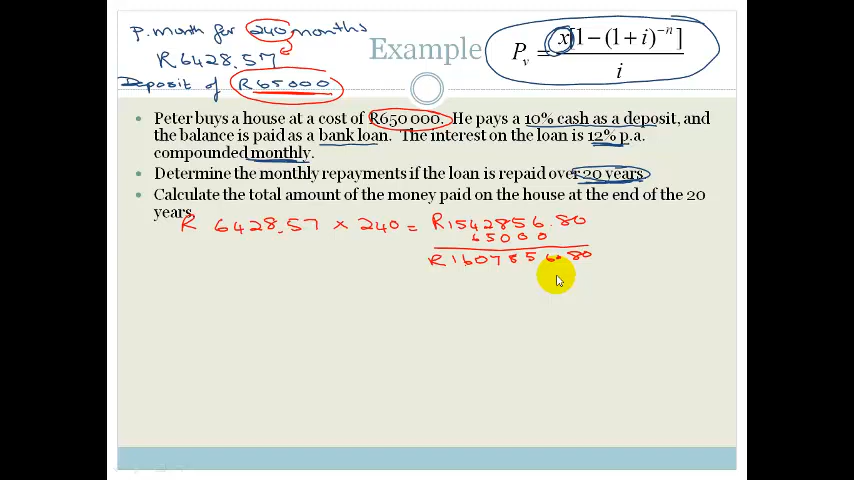 P. month for 240 months
R6428.57
Deposit of R65000
Example
Pv = x[1 − (1 + i)^−n] / i
Peter buys a house at a cost of R650 000. He pays a 10% cash as a deposit, and
the balance is paid as a bank loan. The interest on the loan is 12% p.a.
compounded monthly.
Determine the monthly repayments if the loan is repaid over 20 years.
Calculate the total amount of the money paid on the house at the end of the 20
years.
R 6428.57 × 240 = R1542856.80
65000
R1607856.80